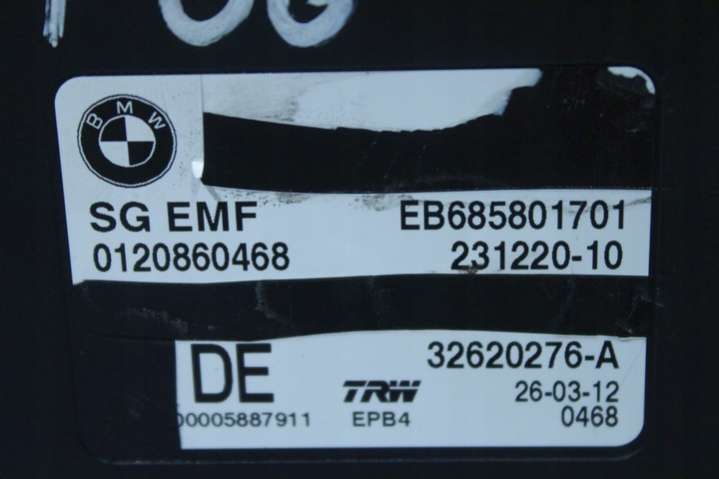 BMW
SG EMF EB685801701
0120860468 231220-10
DE 32620276-A
TRW 26-03-12
00005887911 EPB4 0468